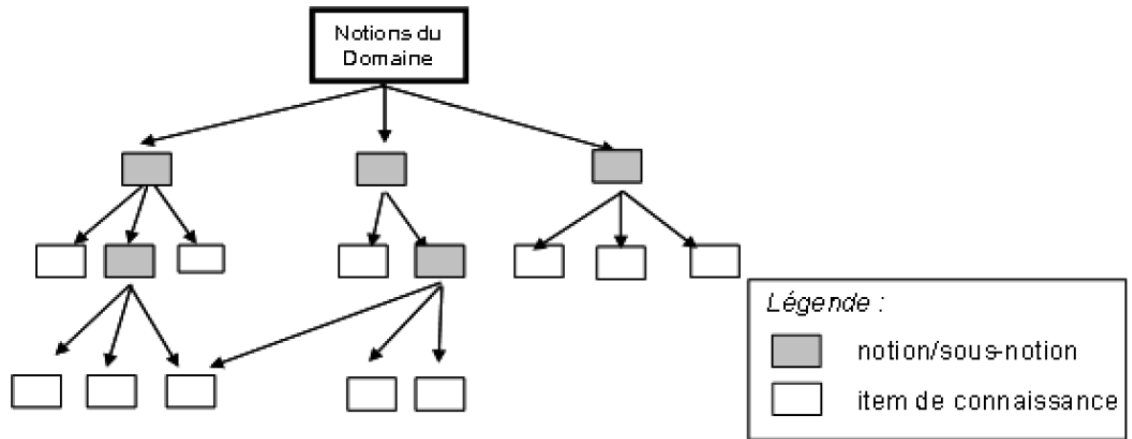 Notions du
Domaine
Légende :
notion/sous-notion
item de connaissance